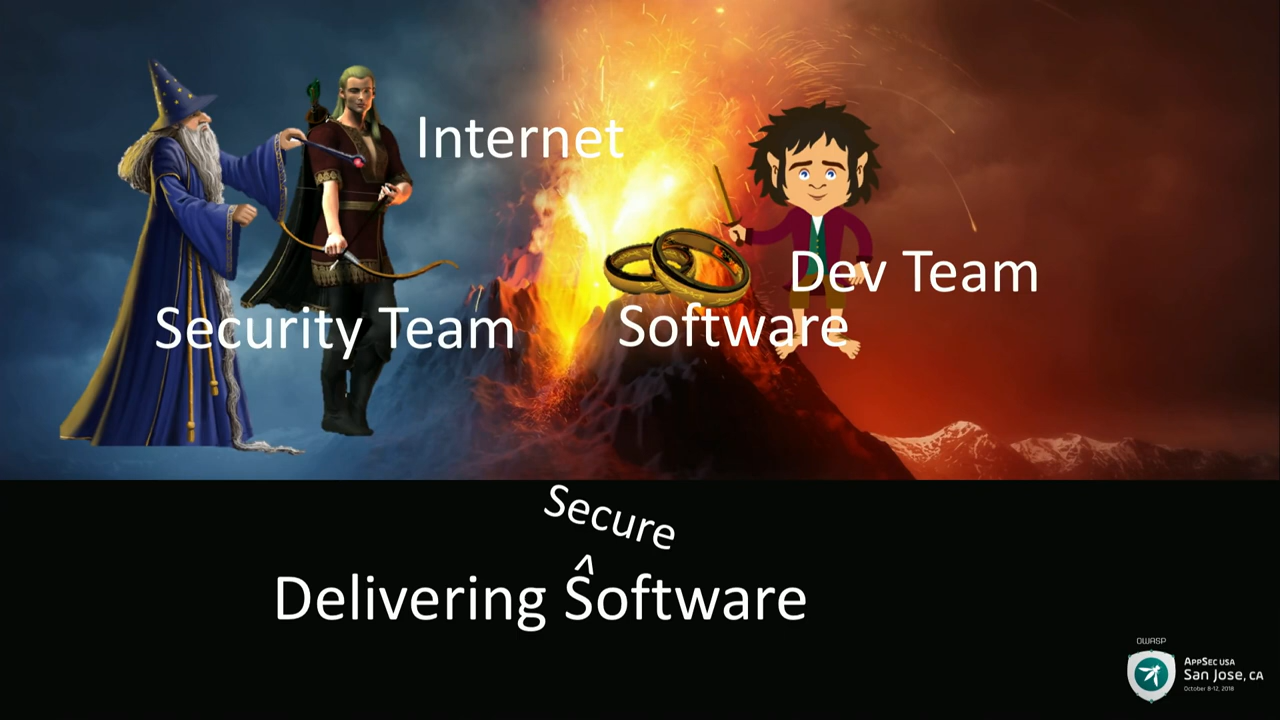 Internet
Dev Team
Security Team
Software
Secure
^
Delivering Software
OWASP
AppSec USA
San Jose, CA
October 8-12, 2018